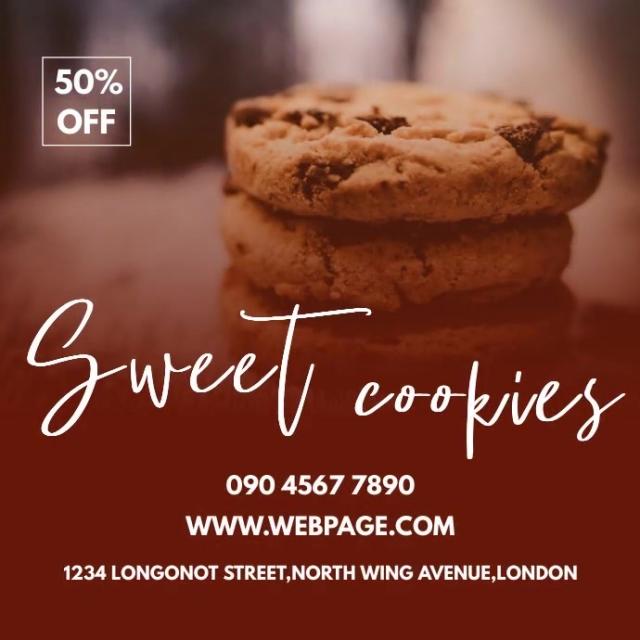 50%
OFF
Sweet cookies
090 4567 7890
WWW.WEBPAGE.COM
1234 LONGONOT STREET,NORTH WING AVENUE,LONDON